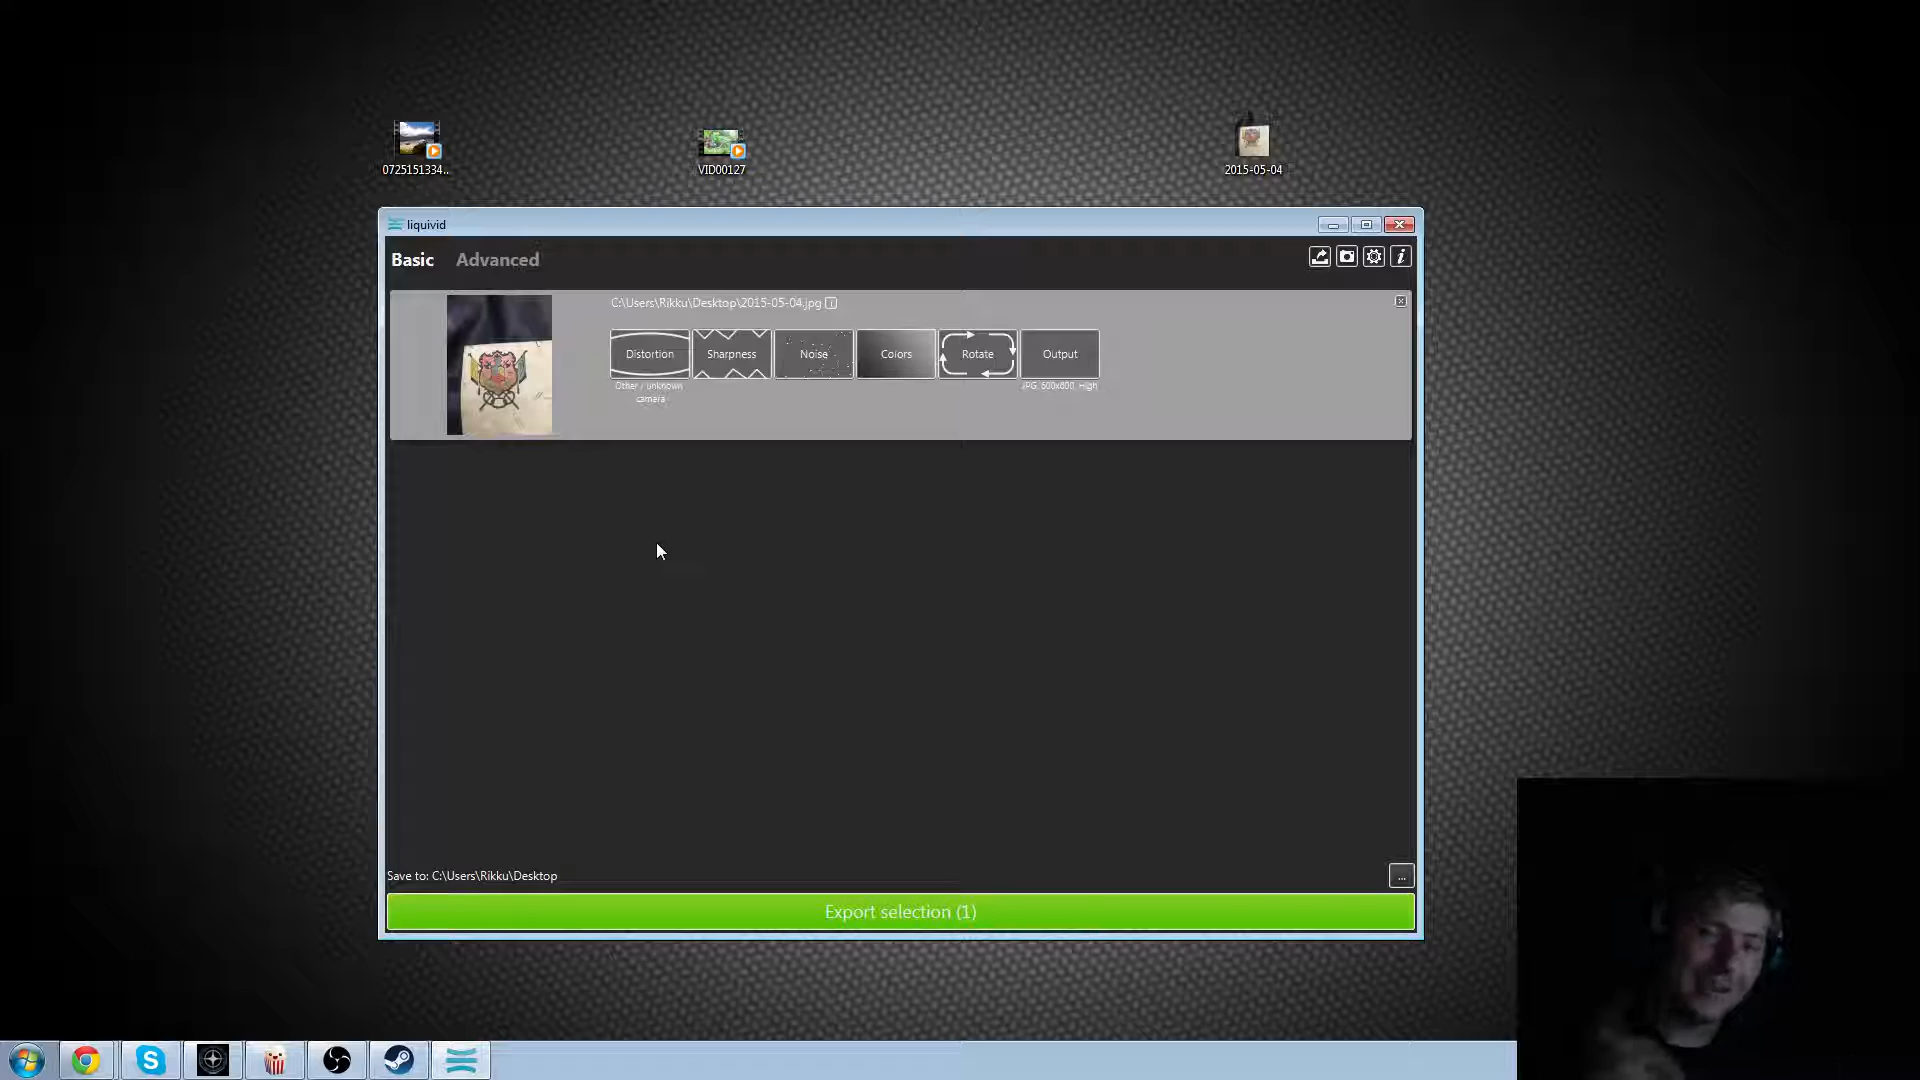 0725151334..
VID00127
2015-05-04
liquivid
Basic Advanced
C:\Users\Rikku\Desktop\2015-05-04.jpg
Distortion Sharpness Noise Colors Rotate Output
Other / unknown camera
JPG 600x800 High
Save to: C:\Users\Rikku\Desktop
...
Export selection (1)